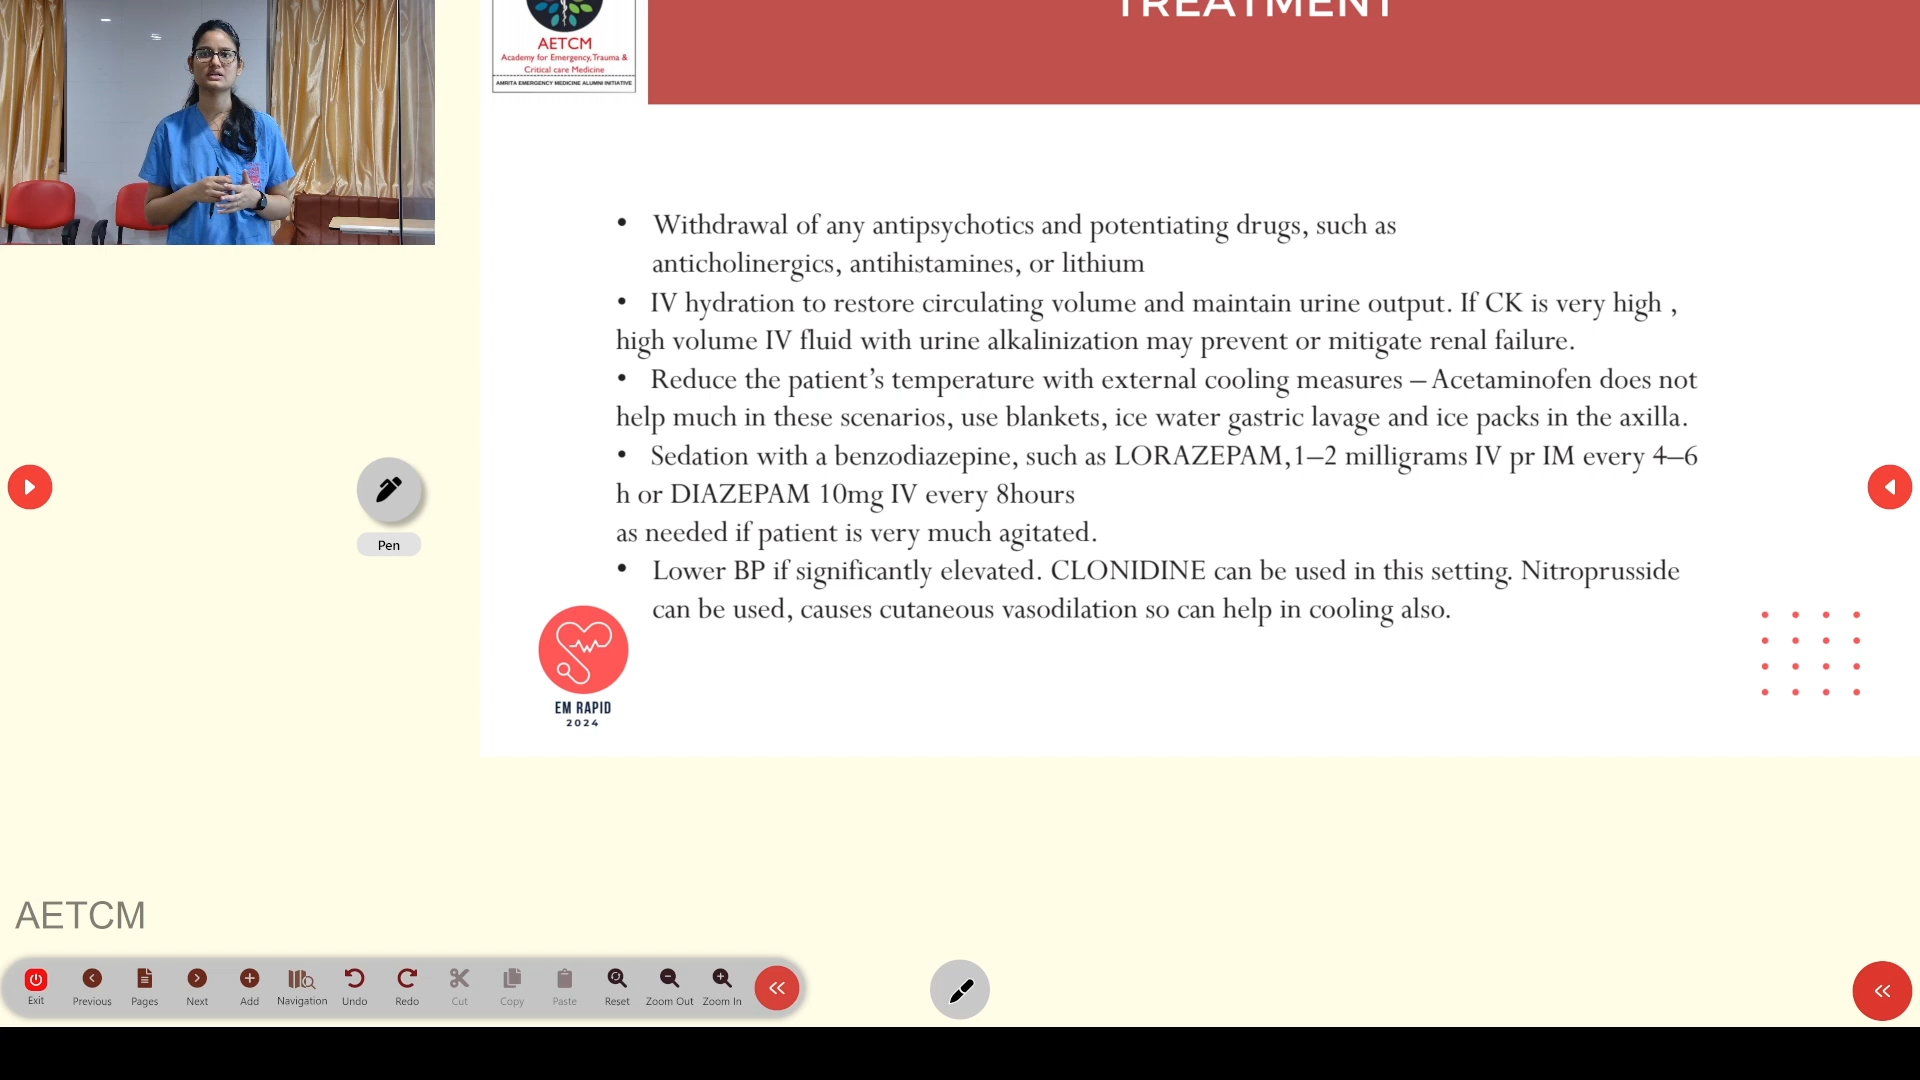 TREATMENT
AETCM
Academy for Emergency, Trauma &
Critical care Medicine
AMRITA EMERGENCY MEDICINE ALUMNI INITIATIVE
• Withdrawal of any antipsychotics and potentiating drugs, such as
anticholinergics, antihistamines, or lithium
• IV hydration to restore circulating volume and maintain urine output. If CK is very high ,
high volume IV fluid with urine alkalinization may prevent or mitigate renal failure.
• Reduce the patient’s temperature with external cooling measures – Acetaminofen does not
help much in these scenarios, use blankets, ice water gastric lavage and ice packs in the axilla.
• Sedation with a benzodiazepine, such as LORAZEPAM,1–2 milligrams IV pr IM every 4–6
h or DIAZEPAM 10mg IV every 8hours
as needed if patient is very much agitated.
• Lower BP if significantly elevated. CLONIDINE can be used in this setting. Nitroprusside
can be used, causes cutaneous vasodilation so can help in cooling also.
EM RAPID
2024
Pen
AETCM
Exit Previous Pages Next Add Navigation Undo Redo Cut Copy Paste Reset Zoom Out Zoom In